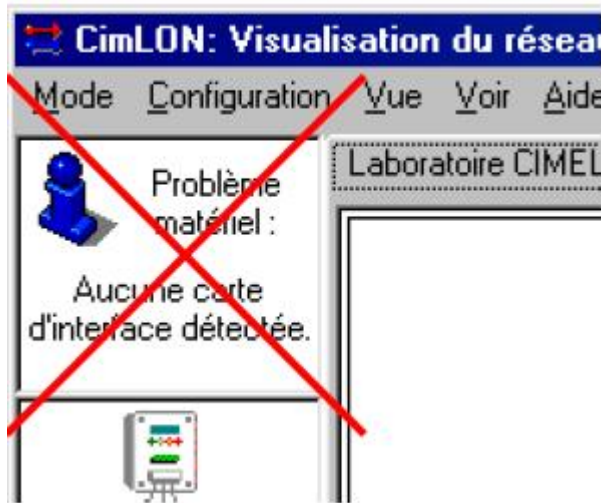 CimLON: Visualisation du réseau
Mode Configuration Vue Voir Aide
Problème
matériel :
Aucune carte
d'interface détectée.
Laboratoire CIMEL